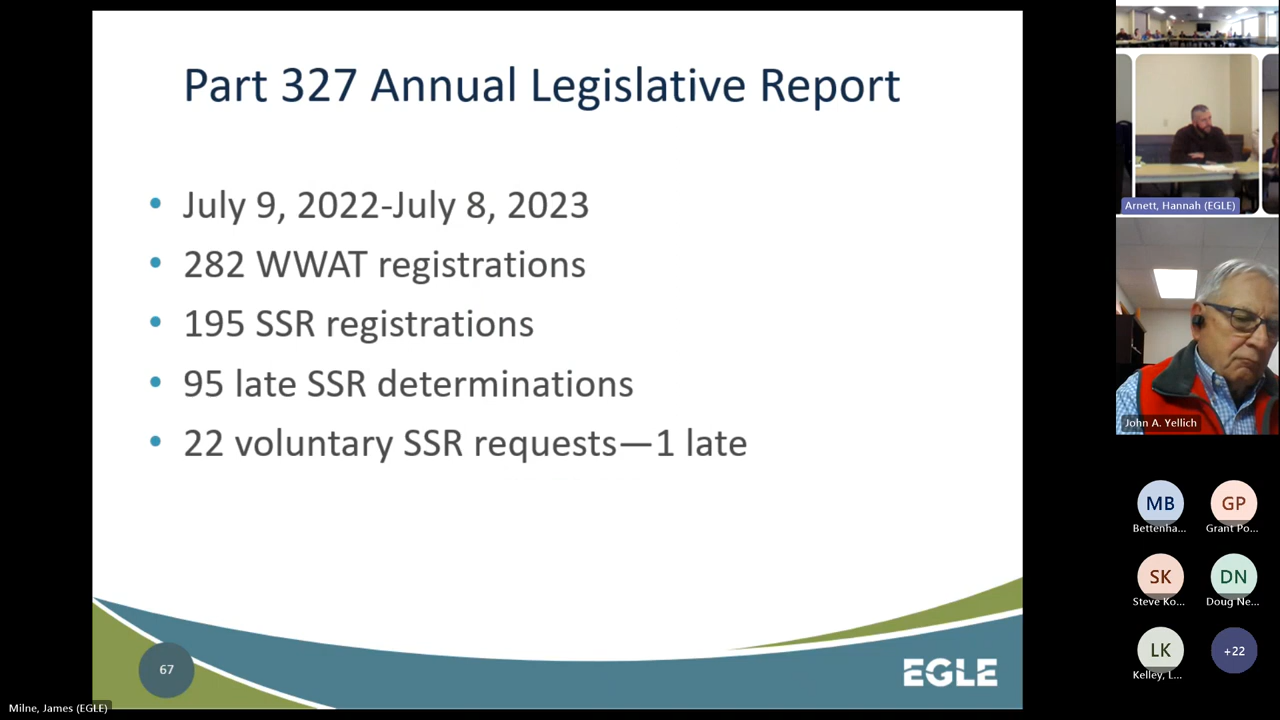 Part 327 Annual Legislative Report
• July 9, 2022-July 8, 2023
• 282 WWAT registrations
• 195 SSR registrations
• 95 late SSR determinations
• 22 voluntary SSR requests—1 late
67
EGLE
Milne, James (EGLE)
Arnett, Hannah (EGLE)
John A. Yellich
MB GP
Bettenha... Grant Po...
SK DN
Steve Ko... Doug Ne...
LK +22
Kelley, L...